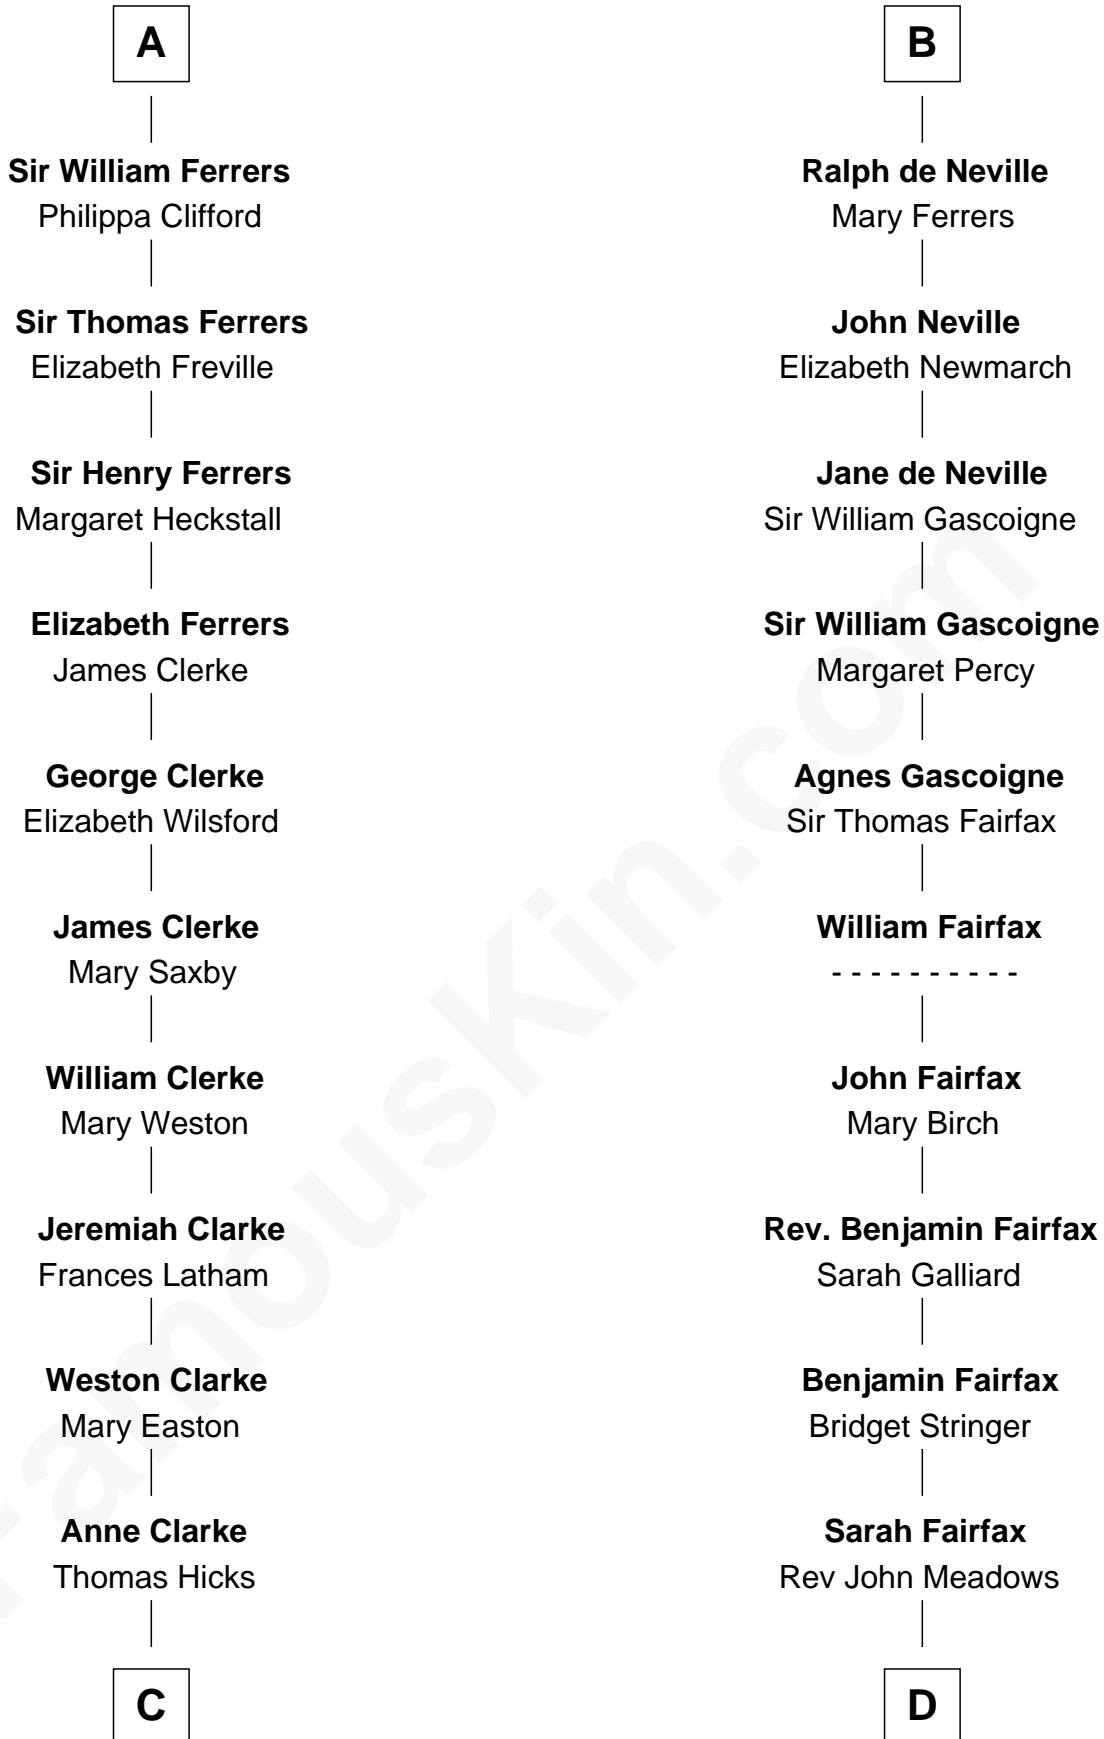 A
Sir William Ferrers
Philippa Clifford
Sir Thomas Ferrers
Elizabeth Freville
Sir Henry Ferrers
Margaret Heckstall
Elizabeth Ferrers
James Clerke
George Clerke
Elizabeth Wilsford
James Clerke
Mary Saxby
William Clerke
Mary Weston
Jeremiah Clarke
Frances Latham
Weston Clarke
Mary Easton
Anne Clarke
Thomas Hicks
C
B
Ralph de Neville
Mary Ferrers
John Neville
Elizabeth Newmarch
Jane de Neville
Sir William Gascoigne
Sir William Gascoigne
Margaret Percy
Agnes Gascoigne
Sir Thomas Fairfax
William Fairfax
- - - - - - - - - -
John Fairfax
Mary Birch
Rev. Benjamin Fairfax
Sarah Galliard
Benjamin Fairfax
Bridget Stringer
Sarah Fairfax
Rev John Meadows
D
FamousKin.com